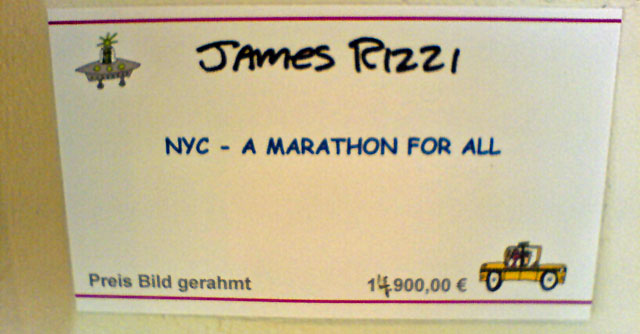 JAMES RIZZI
NYC - A MARATHON FOR ALL
Preis Bild gerahmt 14900,00 €